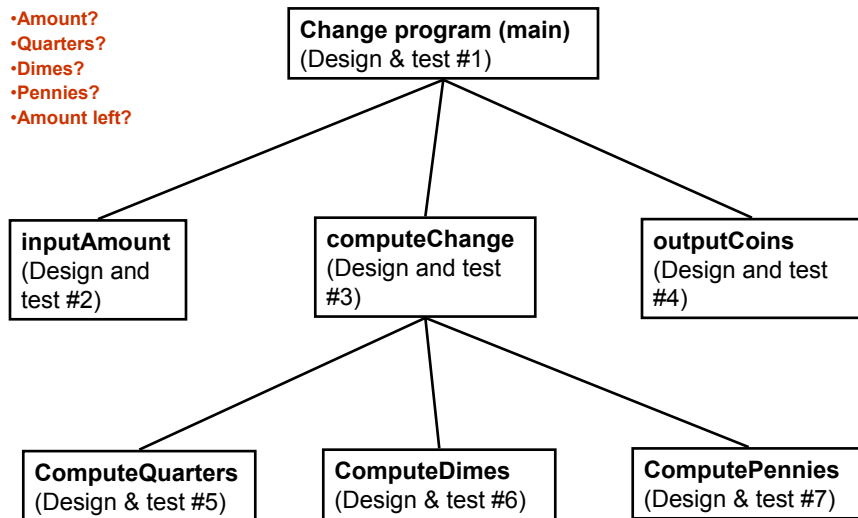 •Amount?
•Quarters?
•Dimes?
•Pennies?
•Amount left?
Change program (main)
(Design & test #1)
inputAmount
(Design and
test #2)
computeChange
(Design and test
#3)
outputCoins
(Design and test
#4)
ComputeQuarters
(Design & test #5)
ComputeDimes
(Design & test #6)
ComputePennies
(Design & test #7)